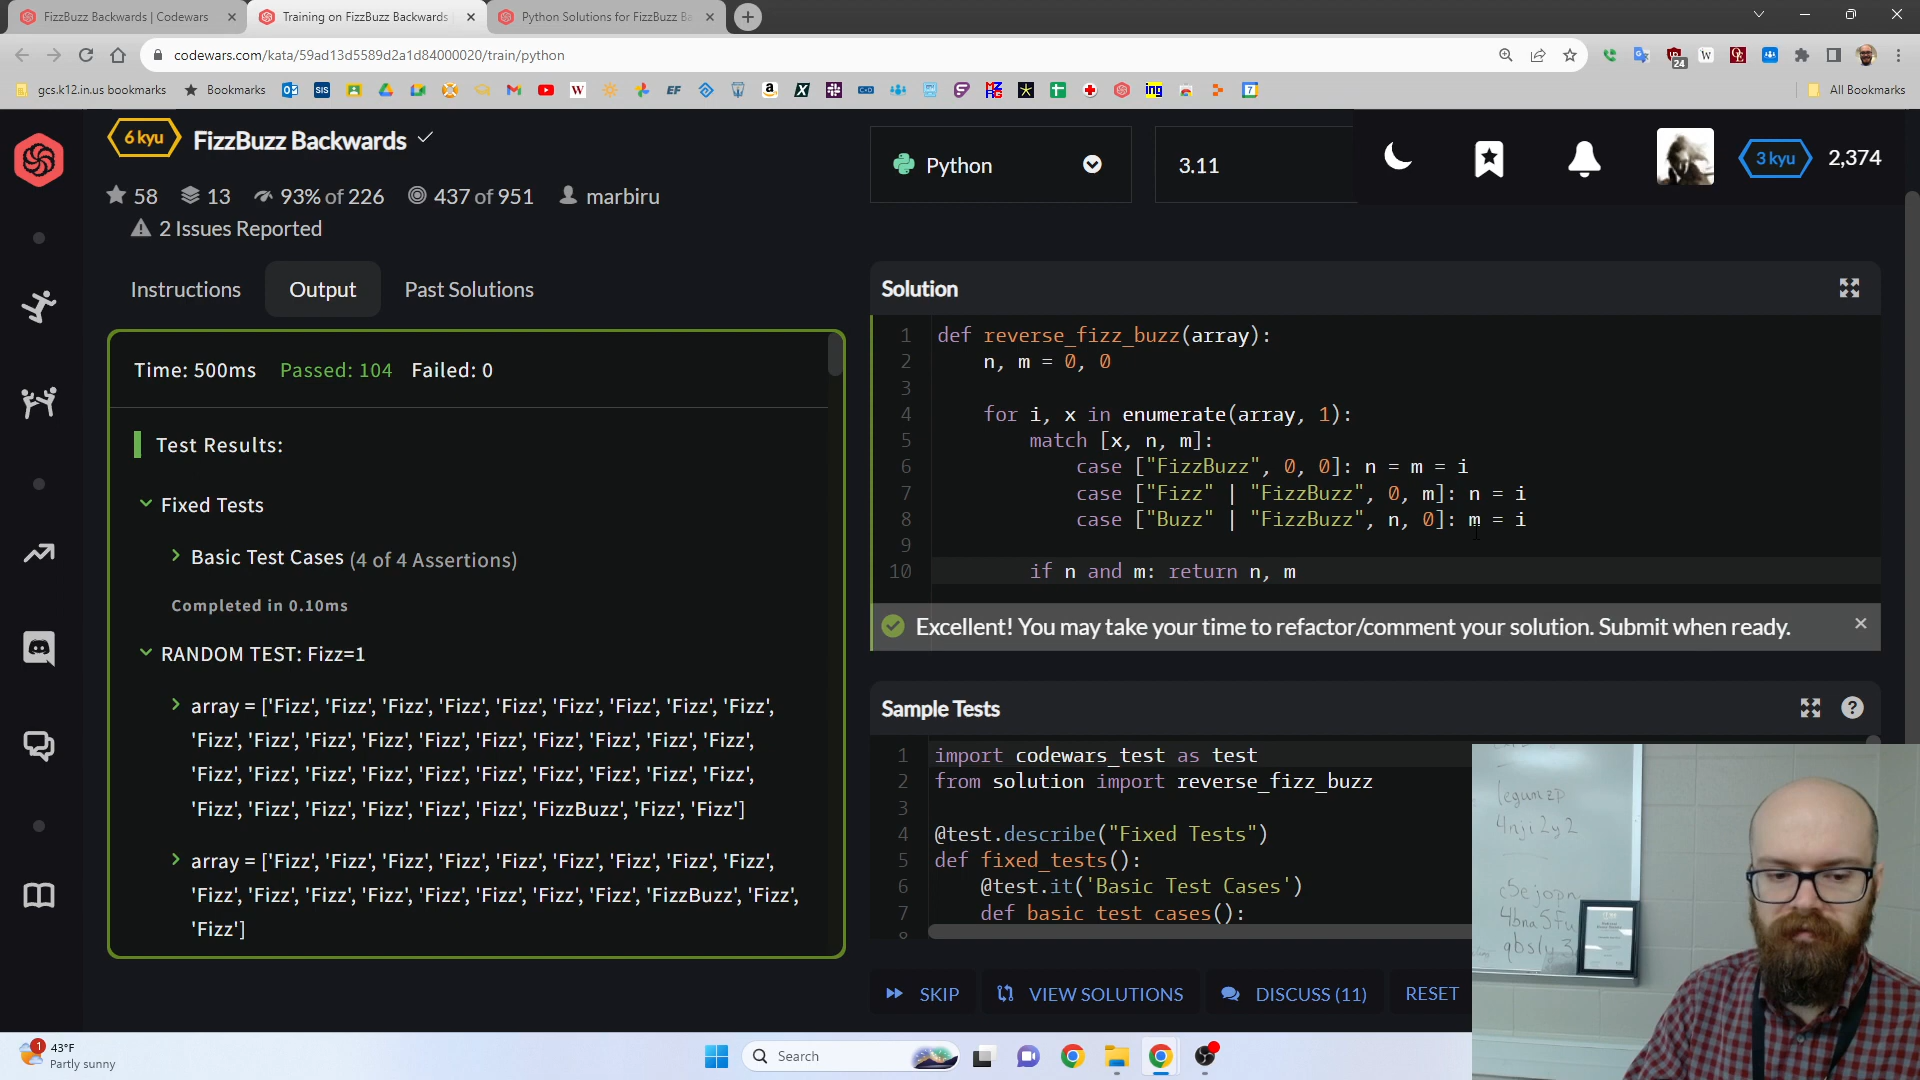 FizzBuzz Backwards | Codewars
Training on FizzBuzz Backwards
Python Solutions for FizzBuzz Ba
codewars.com/kata/59ad13d5589d2a1d84000020/train/python
24
gcs.k12.in.us bookmarks
Bookmarks
All Bookmarks
6 kyu
FizzBuzz Backwards
58 13 93% of 226 437 of 951 marbiru
2 Issues Reported
Python
3.11
3 kyu
2,374
Instructions
Output
Past Solutions
Time: 500ms Passed: 104 Failed: 0
Test Results:
Fixed Tests
Basic Test Cases (4 of 4 Assertions)
Completed in 0.10ms
RANDOM TEST: Fizz=1
array = ['Fizz', 'Fizz', 'Fizz', 'Fizz', 'Fizz', 'Fizz', 'Fizz', 'Fizz', 'Fizz',
'Fizz', 'Fizz', 'Fizz', 'Fizz', 'Fizz', 'Fizz', 'Fizz', 'Fizz', 'Fizz',
'Fizz', 'Fizz', 'Fizz', 'Fizz', 'Fizz', 'Fizz', 'Fizz', 'Fizz', 'Fizz',
'Fizz', 'Fizz', 'Fizz', 'Fizz', 'Fizz', 'Fizz', 'FizzBuzz', 'Fizz', 'Fizz']
array = ['Fizz', 'Fizz', 'Fizz', 'Fizz', 'Fizz', 'Fizz', 'Fizz', 'Fizz', 'Fizz',
'Fizz', 'Fizz', 'Fizz', 'Fizz', 'Fizz', 'Fizz', 'Fizz', 'FizzBuzz', 'Fizz',
'Fizz']
Solution
1 def reverse_fizz_buzz(array):
2 n, m = 0, 0
3
4 for i, x in enumerate(array, 1):
5 match [x, n, m]:
6 case ["FizzBuzz", 0, 0]: n = m = i
7 case ["Fizz" | "FizzBuzz", 0, m]: n = i
8 case ["Buzz" | "FizzBuzz", n, 0]: m = i
9
10 if n and m: return n, m
Excellent! You may take your time to refactor/comment your solution. Submit when ready.
Sample Tests
1 import codewars_test as test
2 from solution import reverse_fizz_buzz
3
4 @test.describe("Fixed Tests")
5 def fixed_tests():
6 @test.it('Basic Test Cases')
7 def basic_test_cases():
8
SKIP
VIEW SOLUTIONS
DISCUSS (11)
RESET
legumzp
4nji2y2
c5ejopn
4bna5fu
1
43°F
Partly sunny
Search